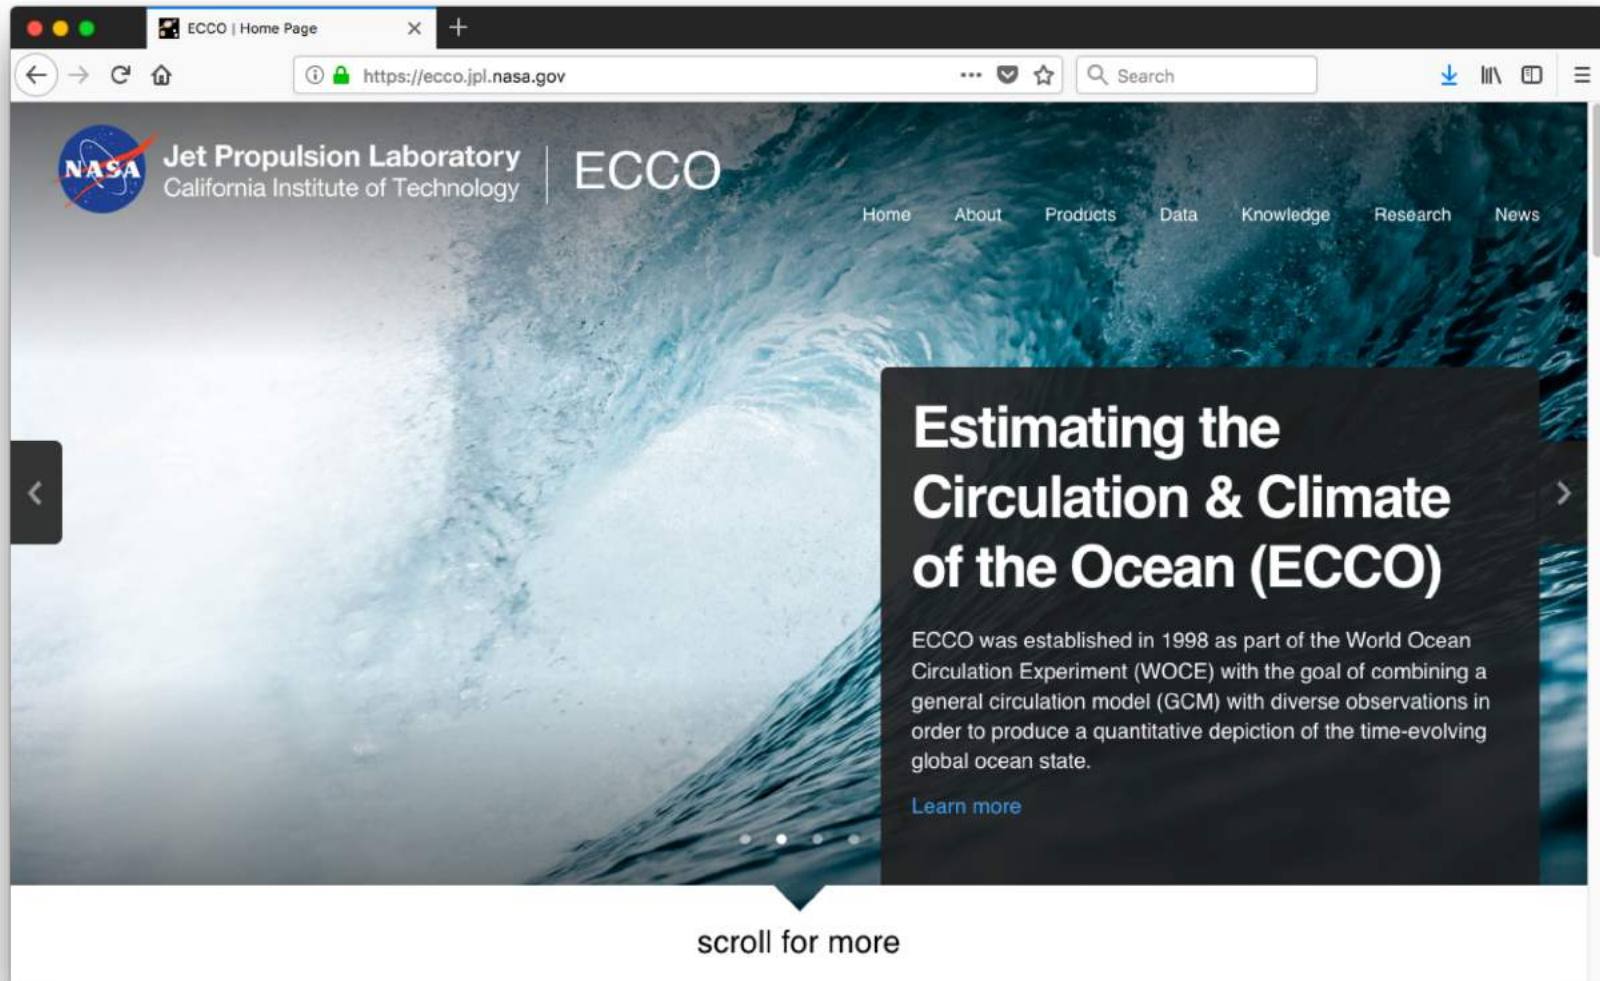 ECCO | Home Page
https://ecco.jpl.nasa.gov
Search
NASA
Jet Propulsion Laboratory
California Institute of Technology
ECCO
Home About Products Data Knowledge Research News
Estimating the
Circulation & Climate
of the Ocean (ECCO)
ECCO was established in 1998 as part of the World Ocean
Circulation Experiment (WOCE) with the goal of combining a
general circulation model (GCM) with diverse observations in
order to produce a quantitative depiction of the time-evolving
global ocean state.
Learn more
scroll for more